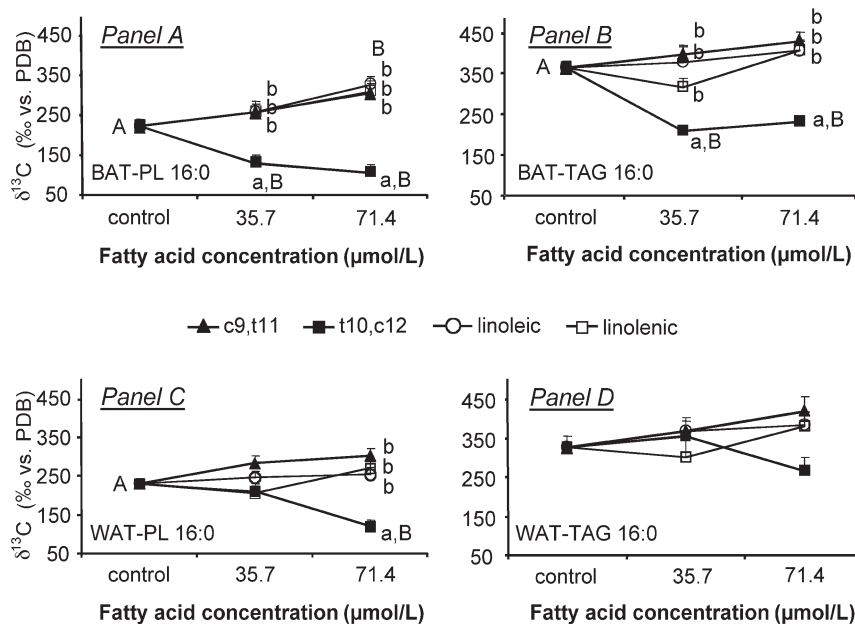 Panel A
δ13C (‰ vs. PDB)
450
350
250
150
50
A
B
b
b
b
b
b
b
a,B
a,B
BAT-PL 16:0
control
35.7
71.4
Fatty acid concentration (µmol/L)
Panel B
450
350
250
150
50
A
b
b
b
b
b
b
a,B
a,B
BAT-TAG 16:0
control
35.7
71.4
Fatty acid concentration (µmol/L)
c9,t11
t10,c12
linoleic
linolenic
Panel C
δ13C (‰ vs. PDB)
450
350
250
150
50
A
b
b
b
a,B
WAT-PL 16:0
control
35.7
71.4
Fatty acid concentration (µmol/L)
Panel D
450
350
250
150
50
WAT-TAG 16:0
control
35.7
71.4
Fatty acid concentration (µmol/L)